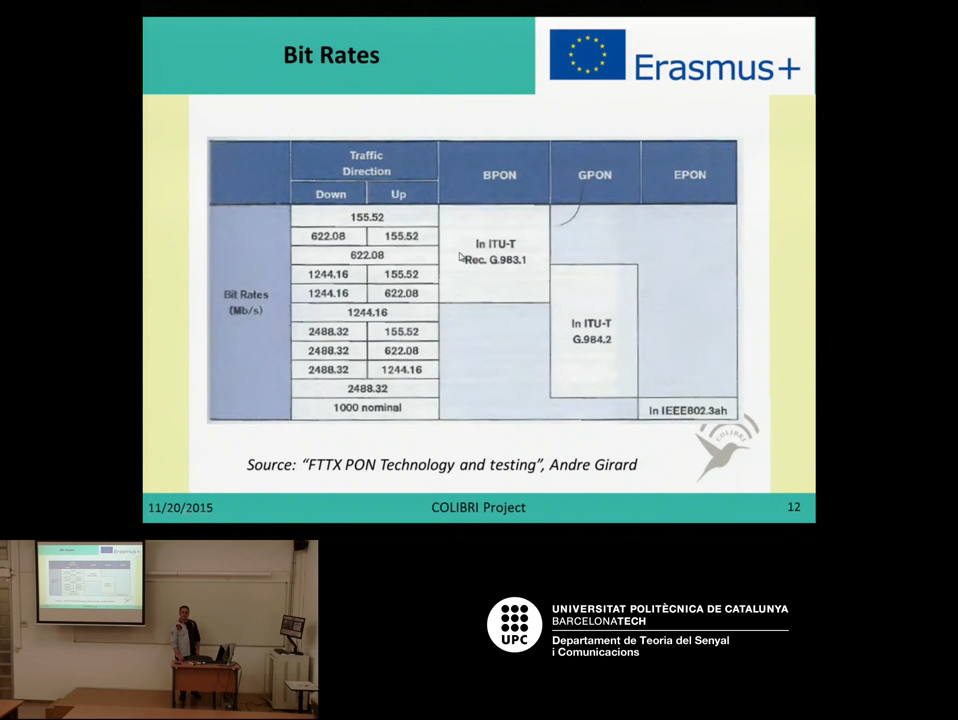 Bit Rates
Erasmus+
Traffic
Direction
BPON
GPON
EPON
Down
Up
155.52
622.08 155.52
622.08
1244.16 155.52
1244.16 622.08
1244.16
2488.32 155.52
2488.32 622.08
2488.32 1244.16
2488.32
1000 nominal
Bit Rates
(Mb/s)
In ITU-T
Rec. G.983.1
In ITU-T
G.984.2
In IEEE802.3ah
COLIBRI
Source: “FTTX PON Technology and testing”, Andre Girard
11/20/2015
COLIBRI Project
12
Bit Rates
Erasmus+
UPC
UNIVERSITAT POLITÈCNICA DE CATALUNYA
BARCELONATECH
Departament de Teoria del Senyal
i Comunicacions